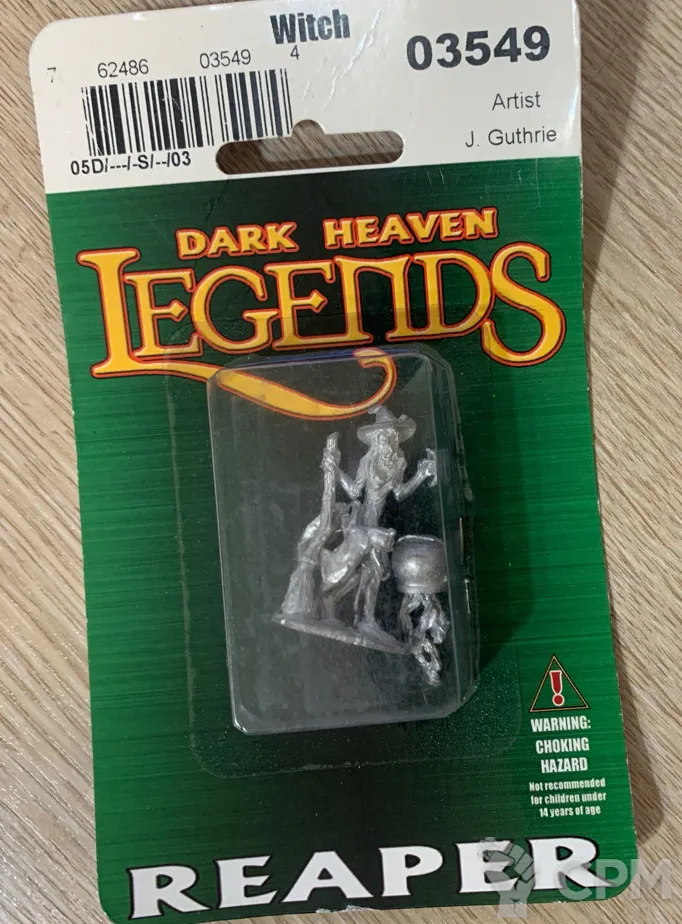 Witch
03549
7 62486 03549 4
Artist
J. Guthrie
05D/---/-S/--/03
DARK HEAVEN
LEGENDS
WARNING:
CHOKING
HAZARD
Not recommended
for children under
14 years of age
REAPER
CPM